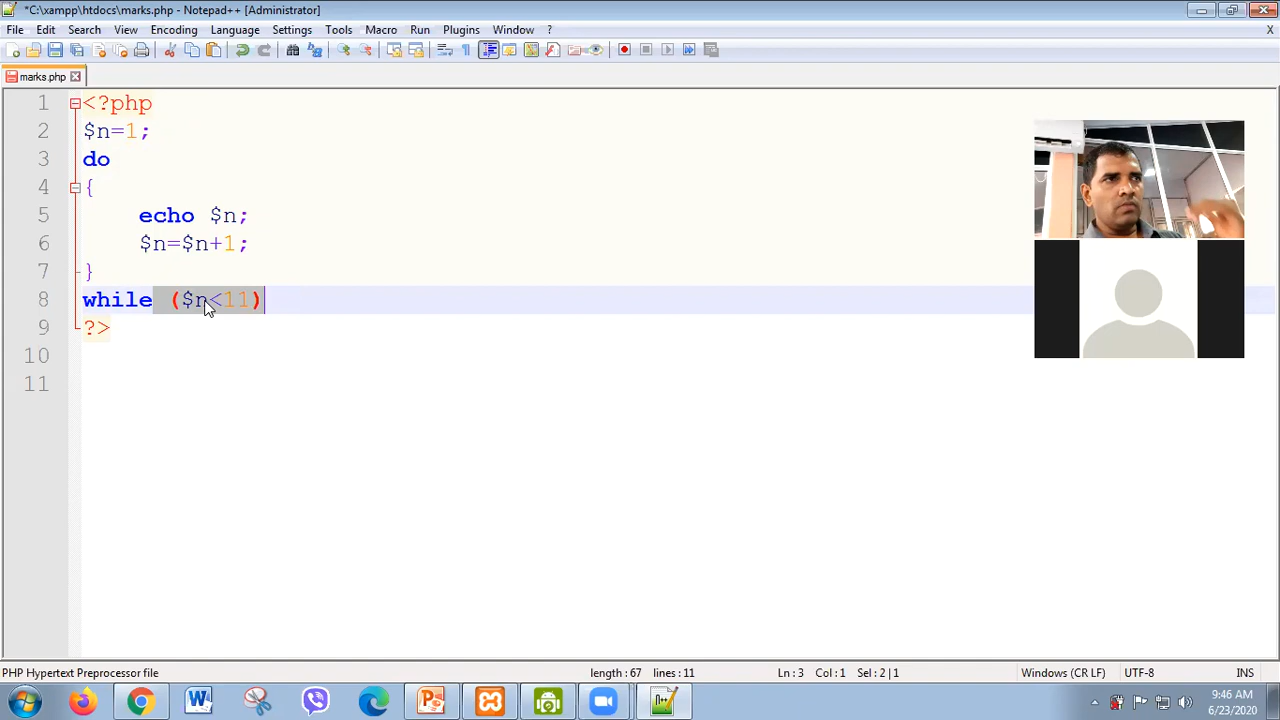 *C:\xampp\htdocs\marks.php - Notepad++ [Administrator]
File Edit Search View Encoding Language Settings Tools Macro Run Plugins Window ? X
marks.php
1 <?php
2 $n=1;
3 do
4 {
5 echo $n;
6 $n=$n+1;
7 }
8 while ($n<11)
9 ?>
10
11
PHP Hypertext Preprocessor file length : 67 lines : 11 Ln : 3 Col : 1 Sel : 2 | 1 Windows (CR LF) UTF-8 INS
9:46 AM
6/23/2020